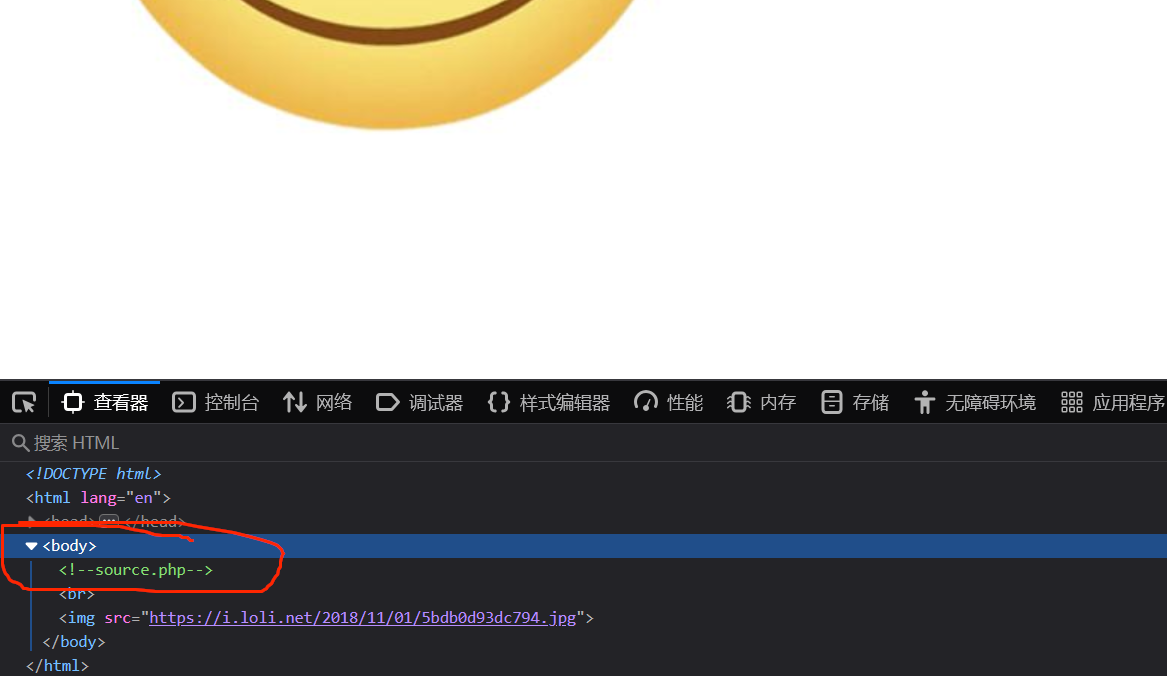 查看器 控制台 网络 调试器 样式编辑器 性能 内存 存储 无障碍环境 应用程序
搜索 HTML
<!DOCTYPE html>
<html lang="en">
<head> ••• </head>
<body>
<!--source.php-->
<br>
<img src="https://i.loli.net/2018/11/01/5bdb0d93dc794.jpg">
</body>
</html>